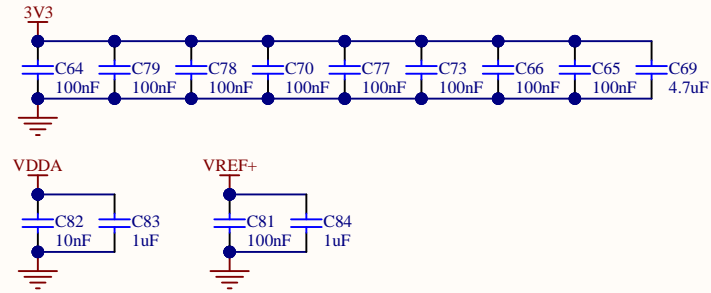 3V3
C64 C79 C78 C70 C77 C73 C66 C65 C69
100nF 100nF 100nF 100nF 100nF 100nF 100nF 100nF 4.7uF
VDDA VREF+
C82 C83 C81 C84
10nF 1uF 100nF 1uF